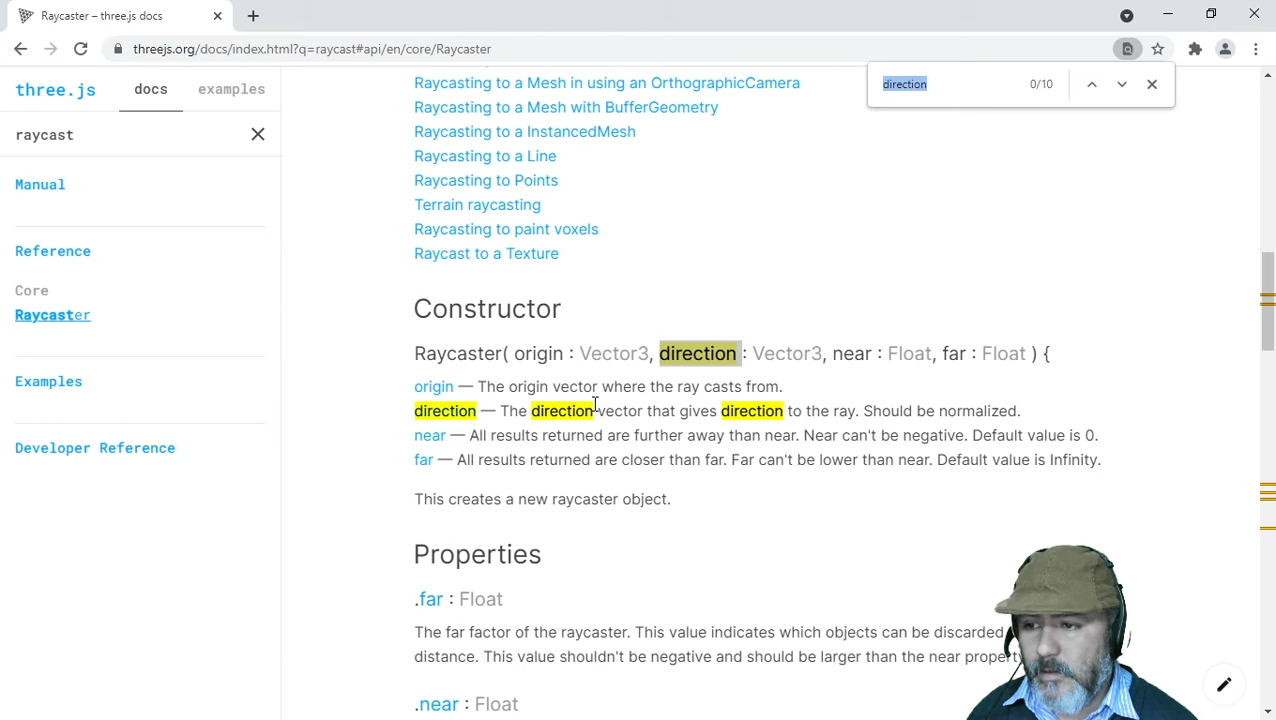 Raycaster – three.js docs
threejs.org/docs/index.html?q=raycast#api/en/core/Raycaster
direction 0/10
three.js docs examples
raycast
Manual
Reference
Core
Raycaster
Examples
Developer Reference
Raycasting to a Mesh in using an OrthographicCamera
Raycasting to a Mesh with BufferGeometry
Raycasting to a InstancedMesh
Raycasting to a Line
Raycasting to Points
Terrain raycasting
Raycasting to paint voxels
Raycast to a Texture
Constructor
Raycaster( origin : Vector3, direction : Vector3, near : Float, far : Float ) {
origin — The origin vector where the ray casts from.
direction — The direction vector that gives direction to the ray. Should be normalized.
near — All results returned are further away than near. Near can't be negative. Default value is 0.
far — All results returned are closer than far. Far can't be lower than near. Default value is Infinity.
This creates a new raycaster object.
Properties
.far : Float
The far factor of the raycaster. This value indicates which objects can be discarded
distance. This value shouldn't be negative and should be larger than the near
.near : Float